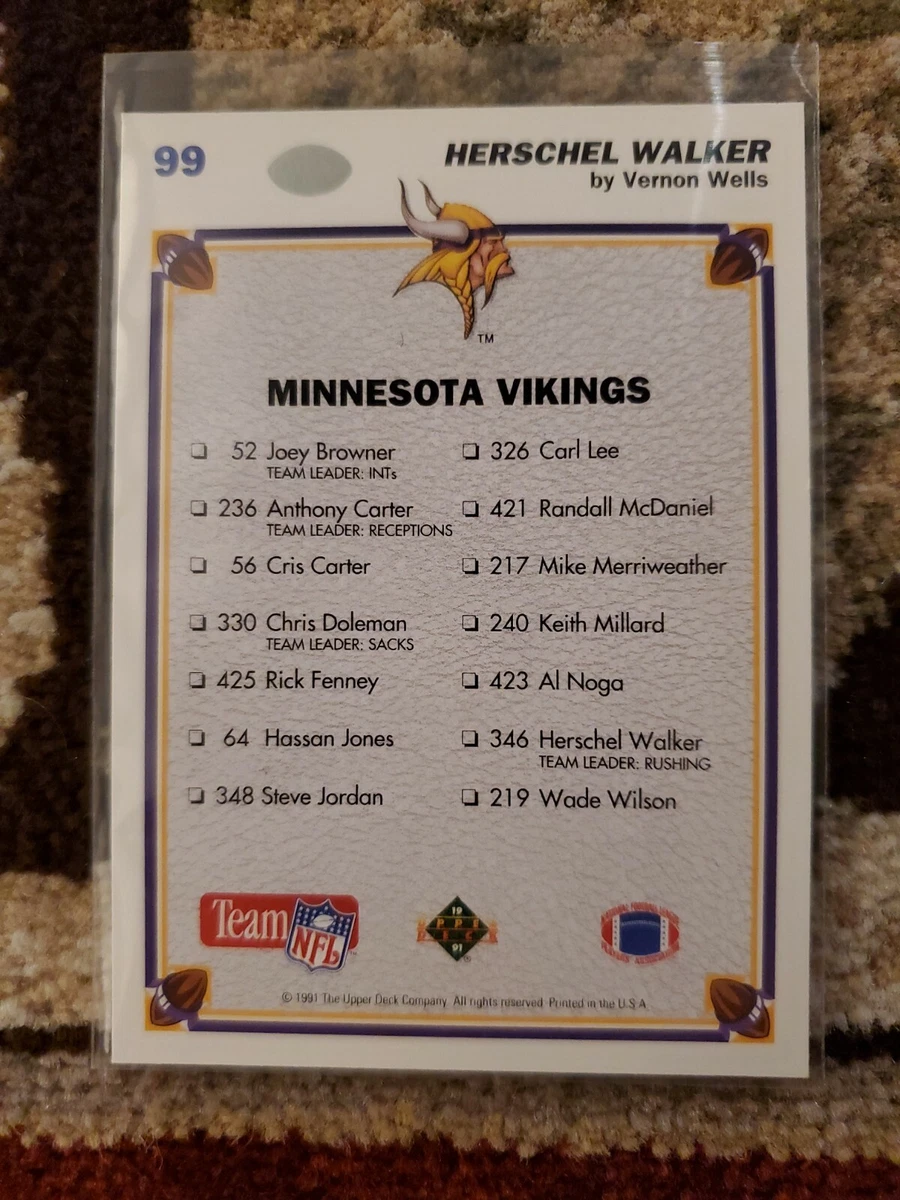 99
HERSCHEL WALKER
by Vernon Wells
TM
MINNESOTA VIKINGS
❏ 52 Joey Browner
TEAM LEADER: INTs
❏ 236 Anthony Carter
TEAM LEADER: RECEPTIONS
❏ 56 Cris Carter
❏ 330 Chris Doleman
TEAM LEADER: SACKS
❏ 425 Rick Fenney
❏ 64 Hassan Jones
❏ 348 Steve Jordan
❏ 326 Carl Lee
❏ 421 Randall McDaniel
❏ 217 Mike Merriweather
❏ 240 Keith Millard
❏ 423 Al Noga
❏ 346 Herschel Walker
TEAM LEADER: RUSHING
❏ 219 Wade Wilson
Team NFL
19
UPPER
DECK
91
© 1991 The Upper Deck Company. All rights reserved. Printed in the U.S.A.